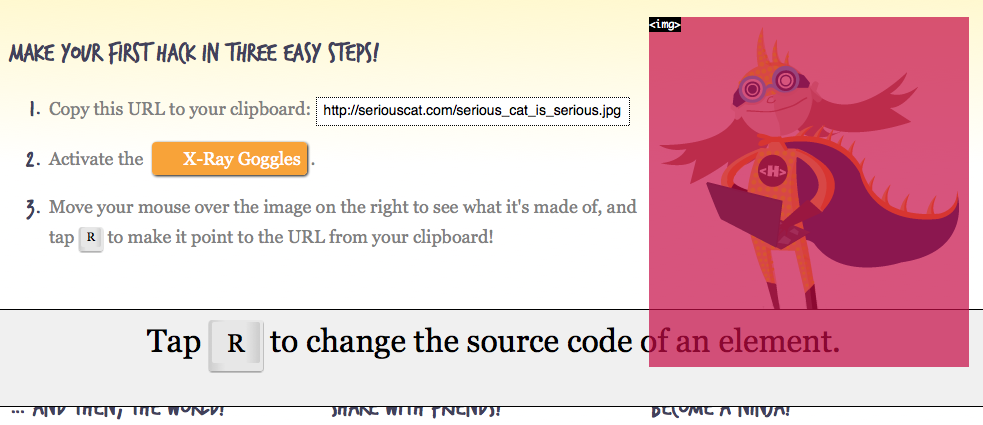 MAKE YOUR FIRST HACK IN THREE EASY STEPS!
<img>
1. Copy this URL to your clipboard: http://seriouscat.com/serious_cat_is_serious.jpg
2. Activate the X-Ray Goggles .
3. Move your mouse over the image on the right to see what it's made of, and
tap R to make it point to the URL from your clipboard!
<H>
Tap R to change the source code of an element.
... AND THEN, THE WORLD!
SHARE WITH FRIENDS!
BECOME A NINJA!